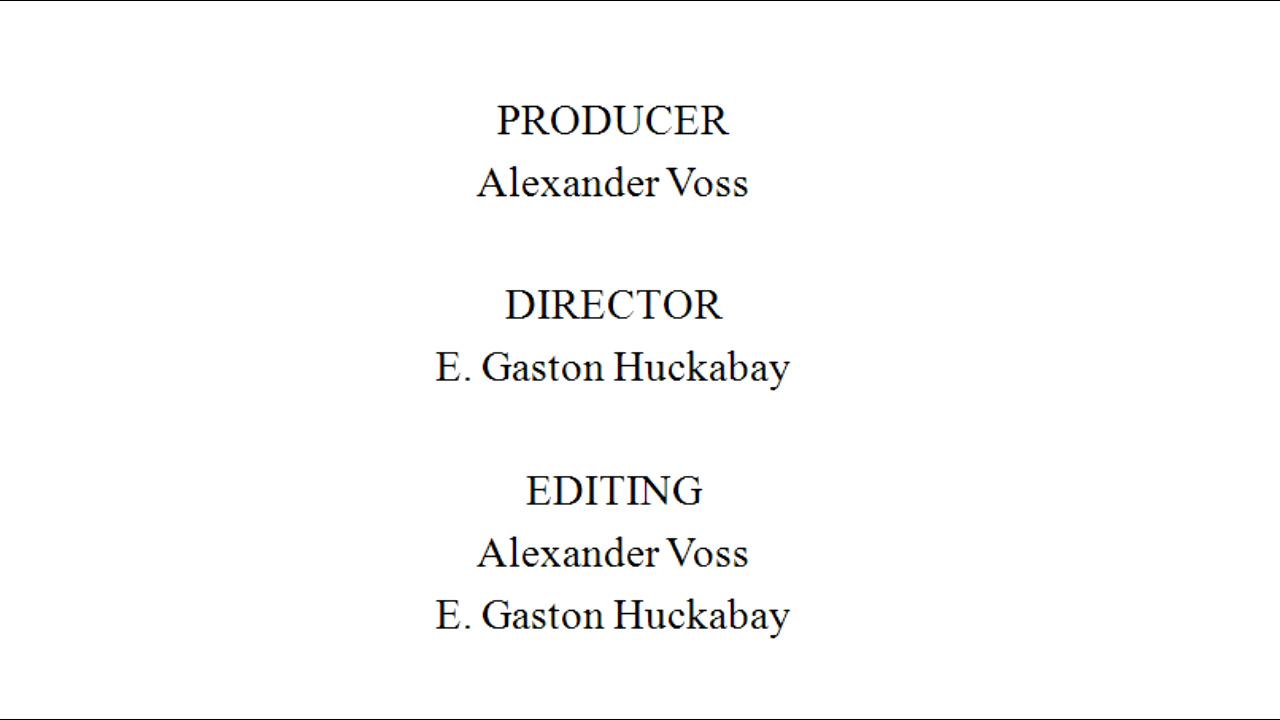 PRODUCER
Alexander Voss
DIRECTOR
E. Gaston Huckabay
EDITING
Alexander Voss
E. Gaston Huckabay